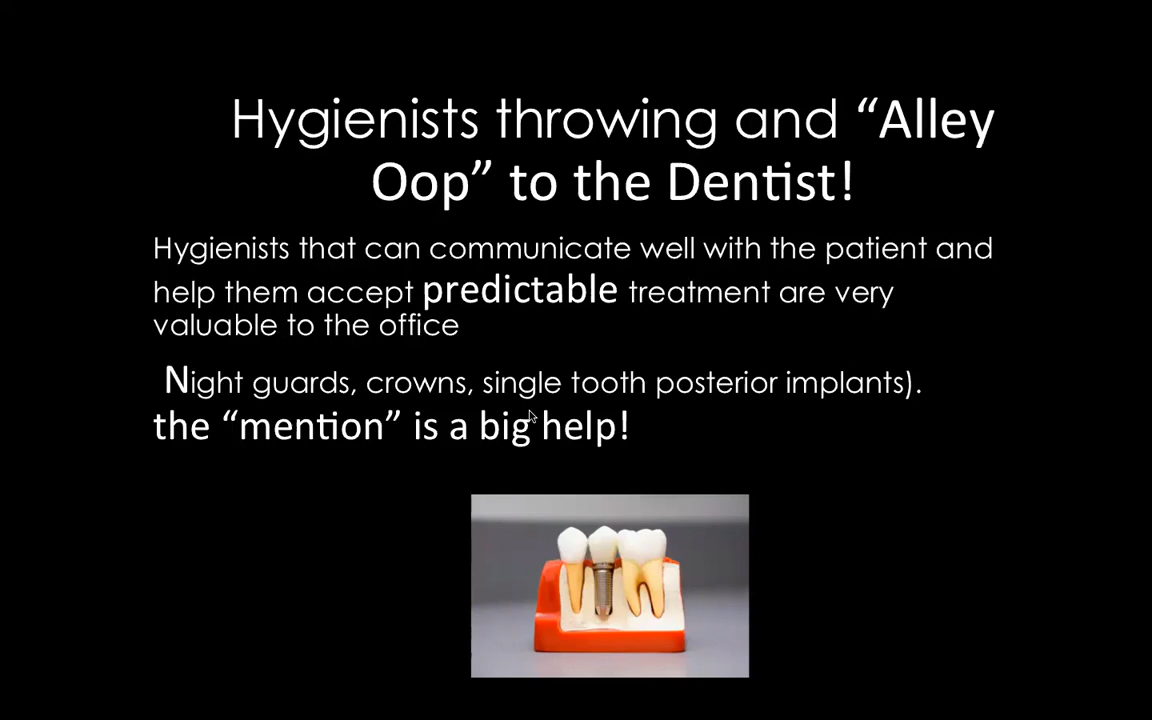 Hygienists throwing and “Alley
Oop” to the Dentist!
Hygienists that can communicate well with the patient and
help them accept predictable treatment are very
valuable to the office
Night guards, crowns, single tooth posterior implants).
the “mention” is a big help!